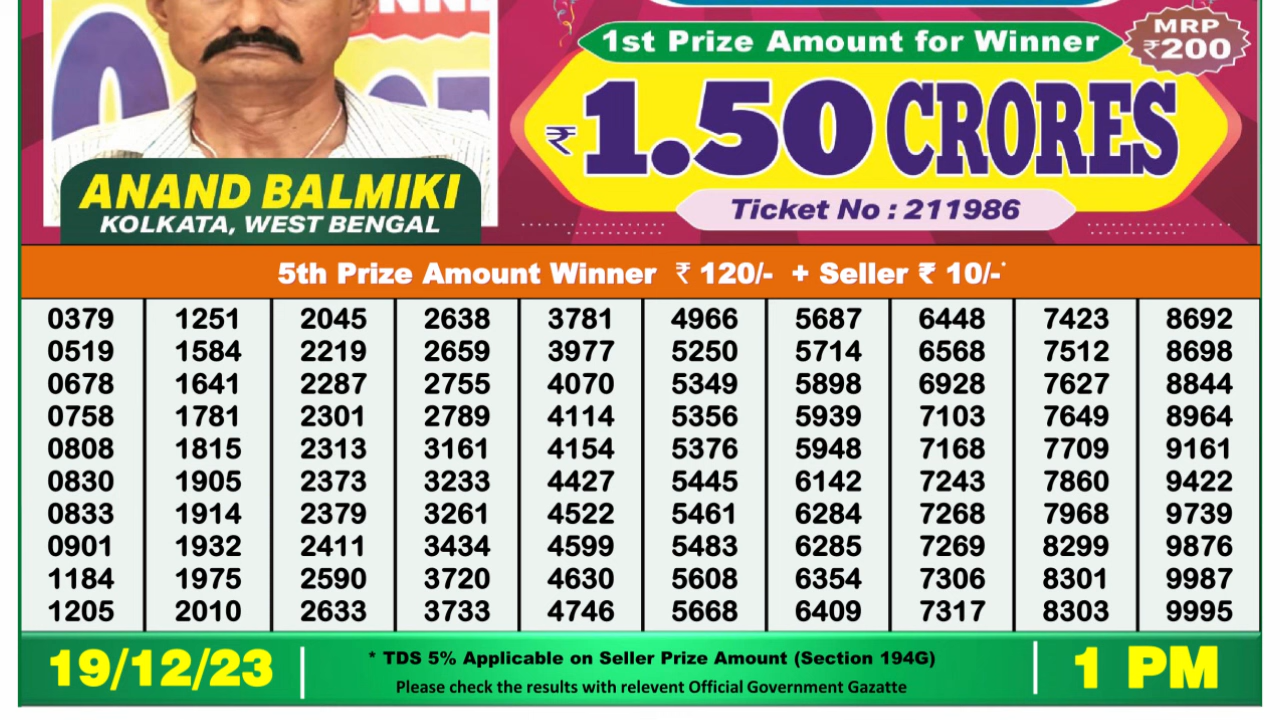 1st Prize Amount for Winner
MRP
₹200
₹1.50 CRORES
ANAND BALMIKI
KOLKATA, WEST BENGAL
Ticket No : 211986
5th Prize Amount Winner ₹ 120/- + Seller ₹ 10/-*
0379 1251 2045 2638 3781 4966 5687 6448 7423 8692
0519 1584 2219 2659 3977 5250 5714 6568 7512 8698
0678 1641 2287 2755 4070 5349 5898 6928 7627 8844
0758 1781 2301 2789 4114 5356 5939 7103 7649 8964
0808 1815 2313 3161 4154 5376 5948 7168 7709 9161
0830 1905 2373 3233 4427 5445 6142 7243 7860 9422
0833 1914 2379 3261 4522 5461 6284 7268 7968 9739
0901 1932 2411 3434 4599 5483 6285 7269 8299 9876
1184 1975 2590 3720 4630 5608 6354 7306 8301 9987
1205 2010 2633 3733 4746 5668 6409 7317 8303 9995
19/12/23
* TDS 5% Applicable on Seller Prize Amount (Section 194G)
Please check the results with relevent Official Government Gazatte
1 PM